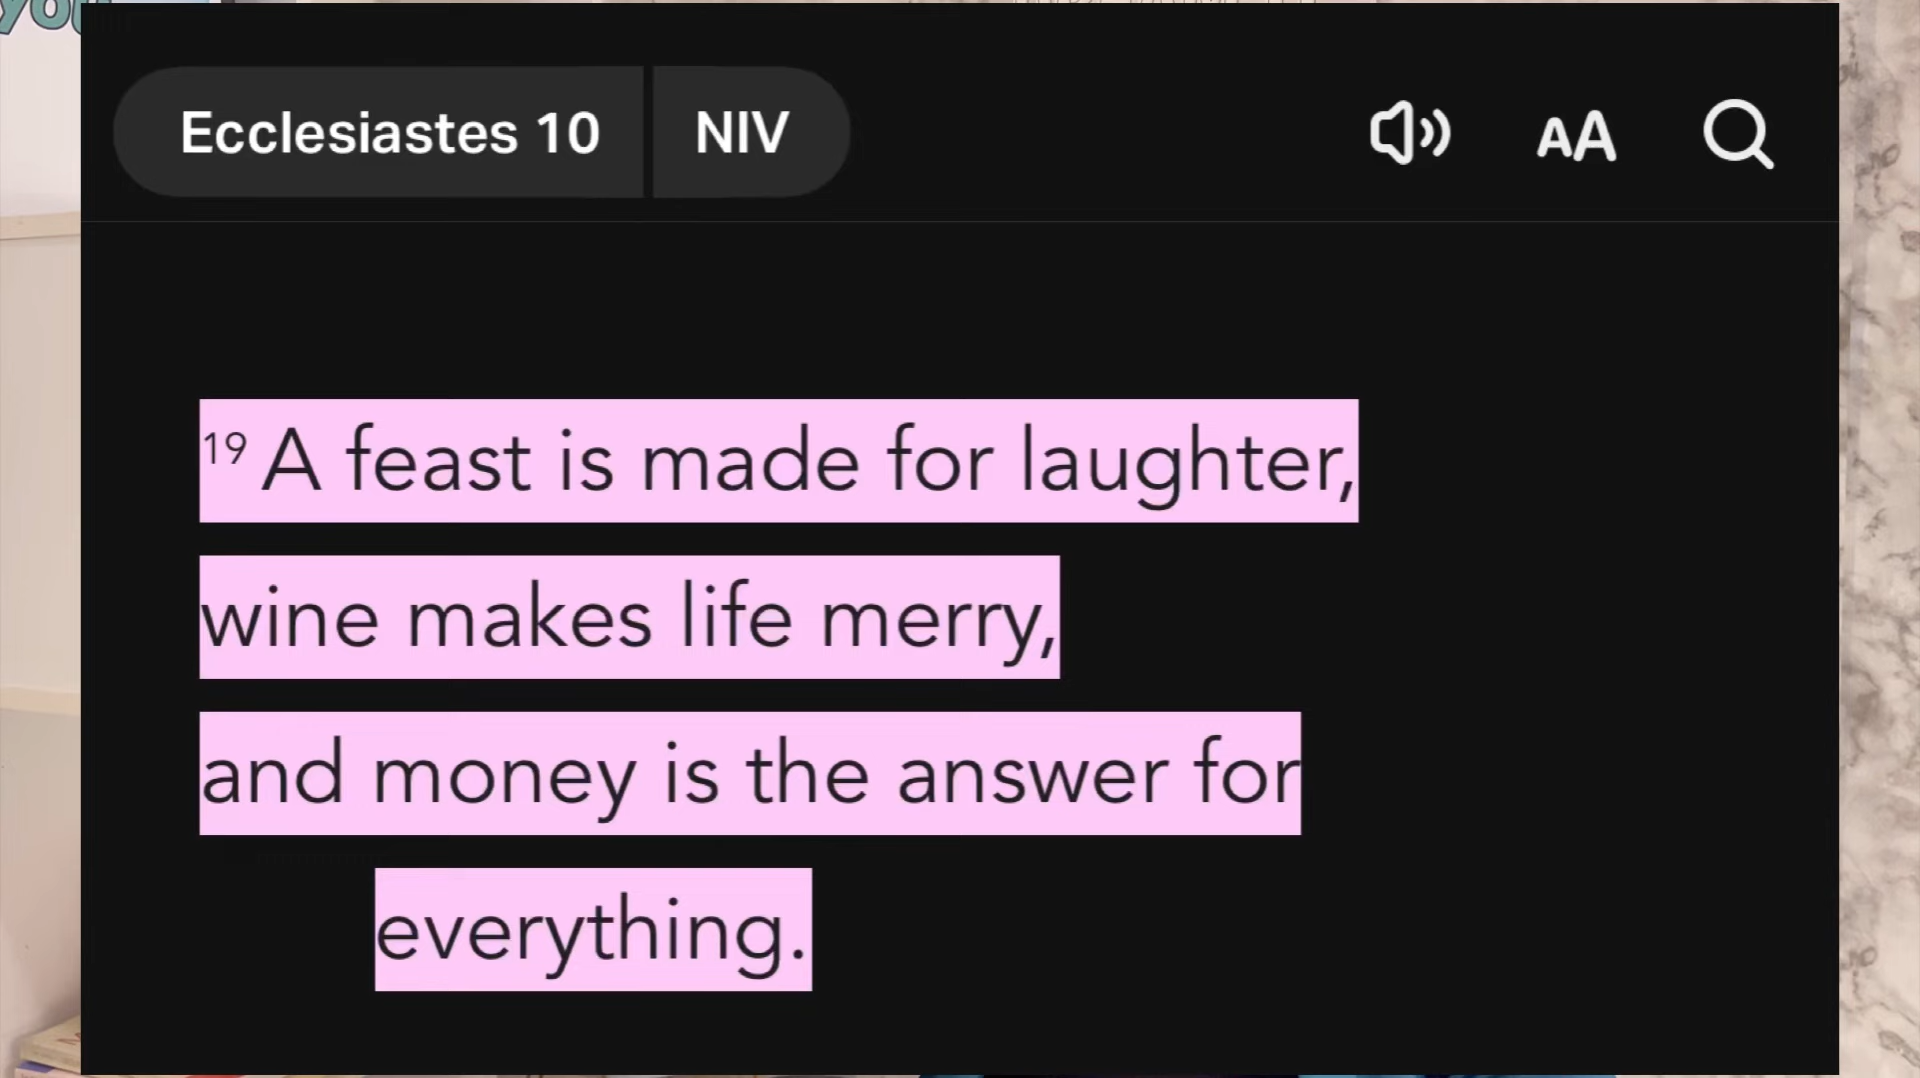 you
Ecclesiastes 10 NIV
AA
19 A feast is made for laughter,
wine makes life merry,
and money is the answer for
everything.